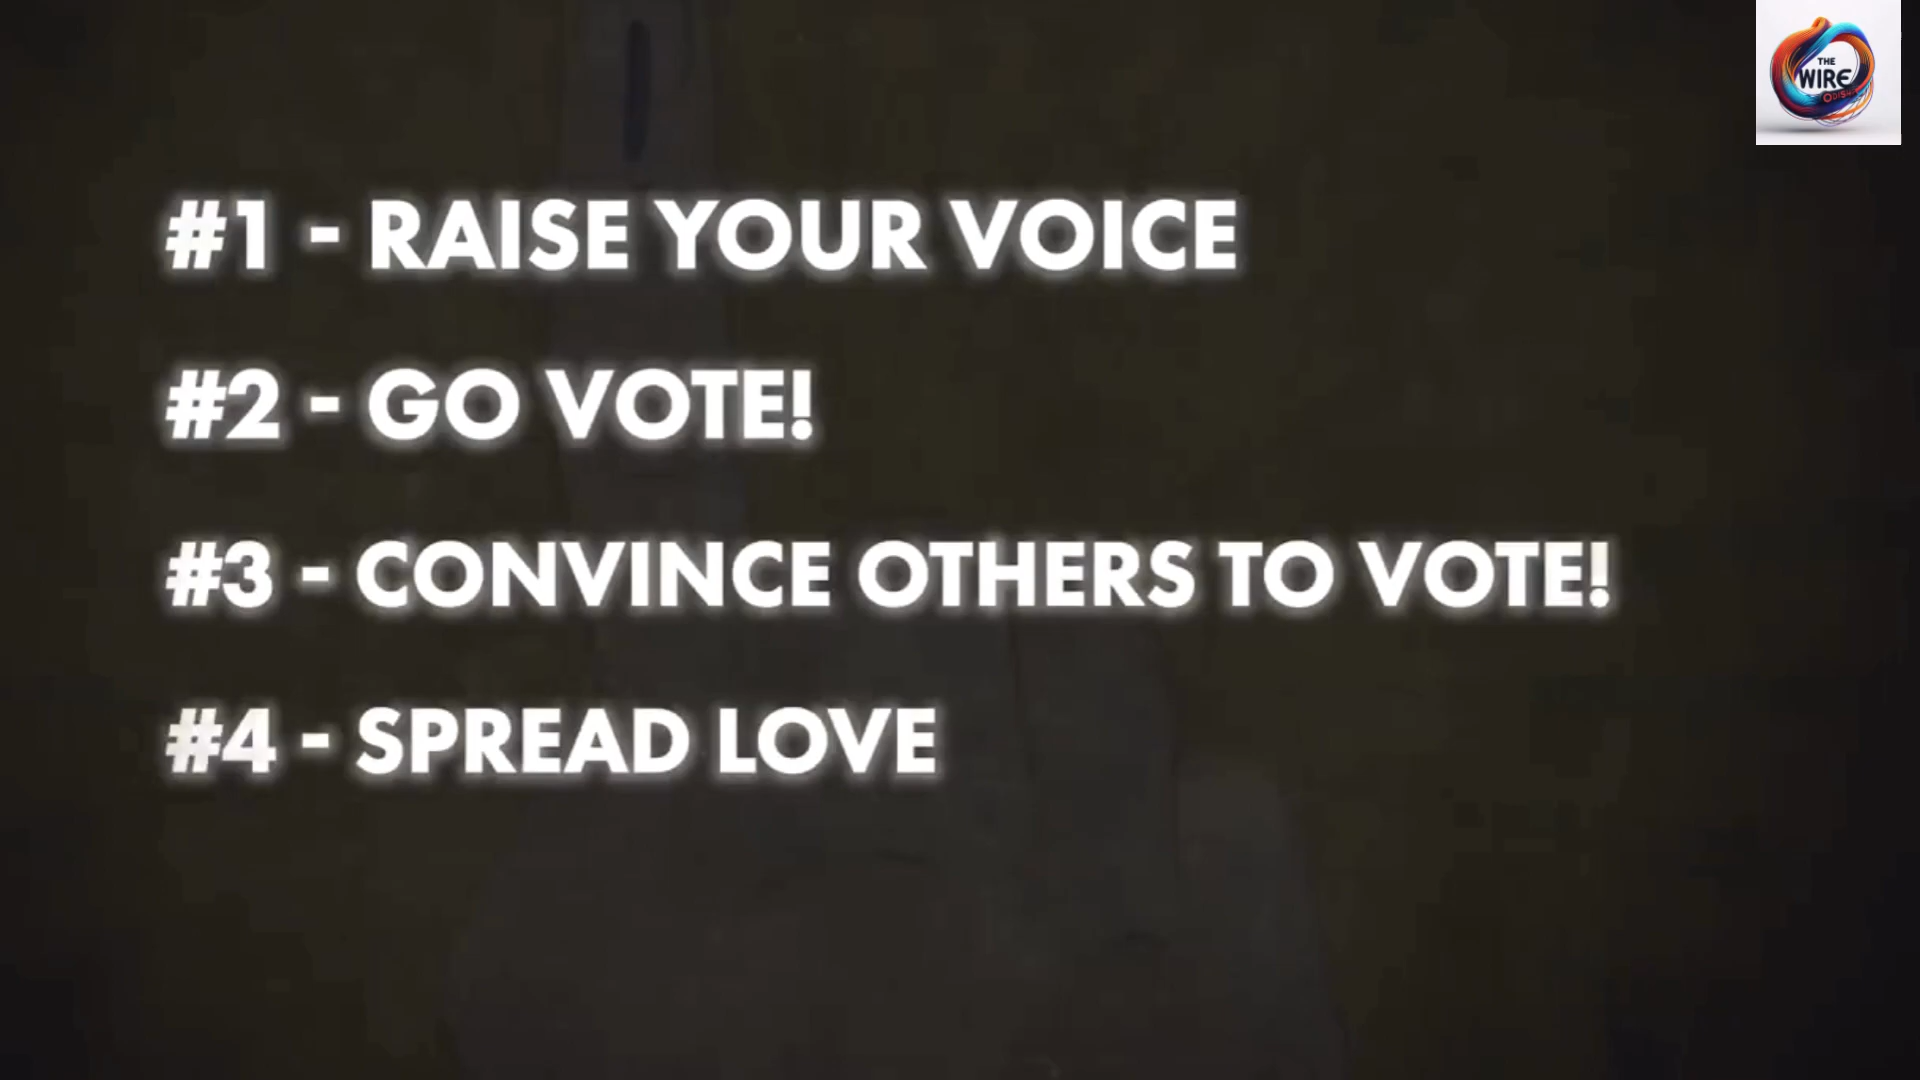 THE
WIRE
#1 - RAISE YOUR VOICE
#2 - GO VOTE!
#3 - CONVINCE OTHERS TO VOTE!
#4 - SPREAD LOVE